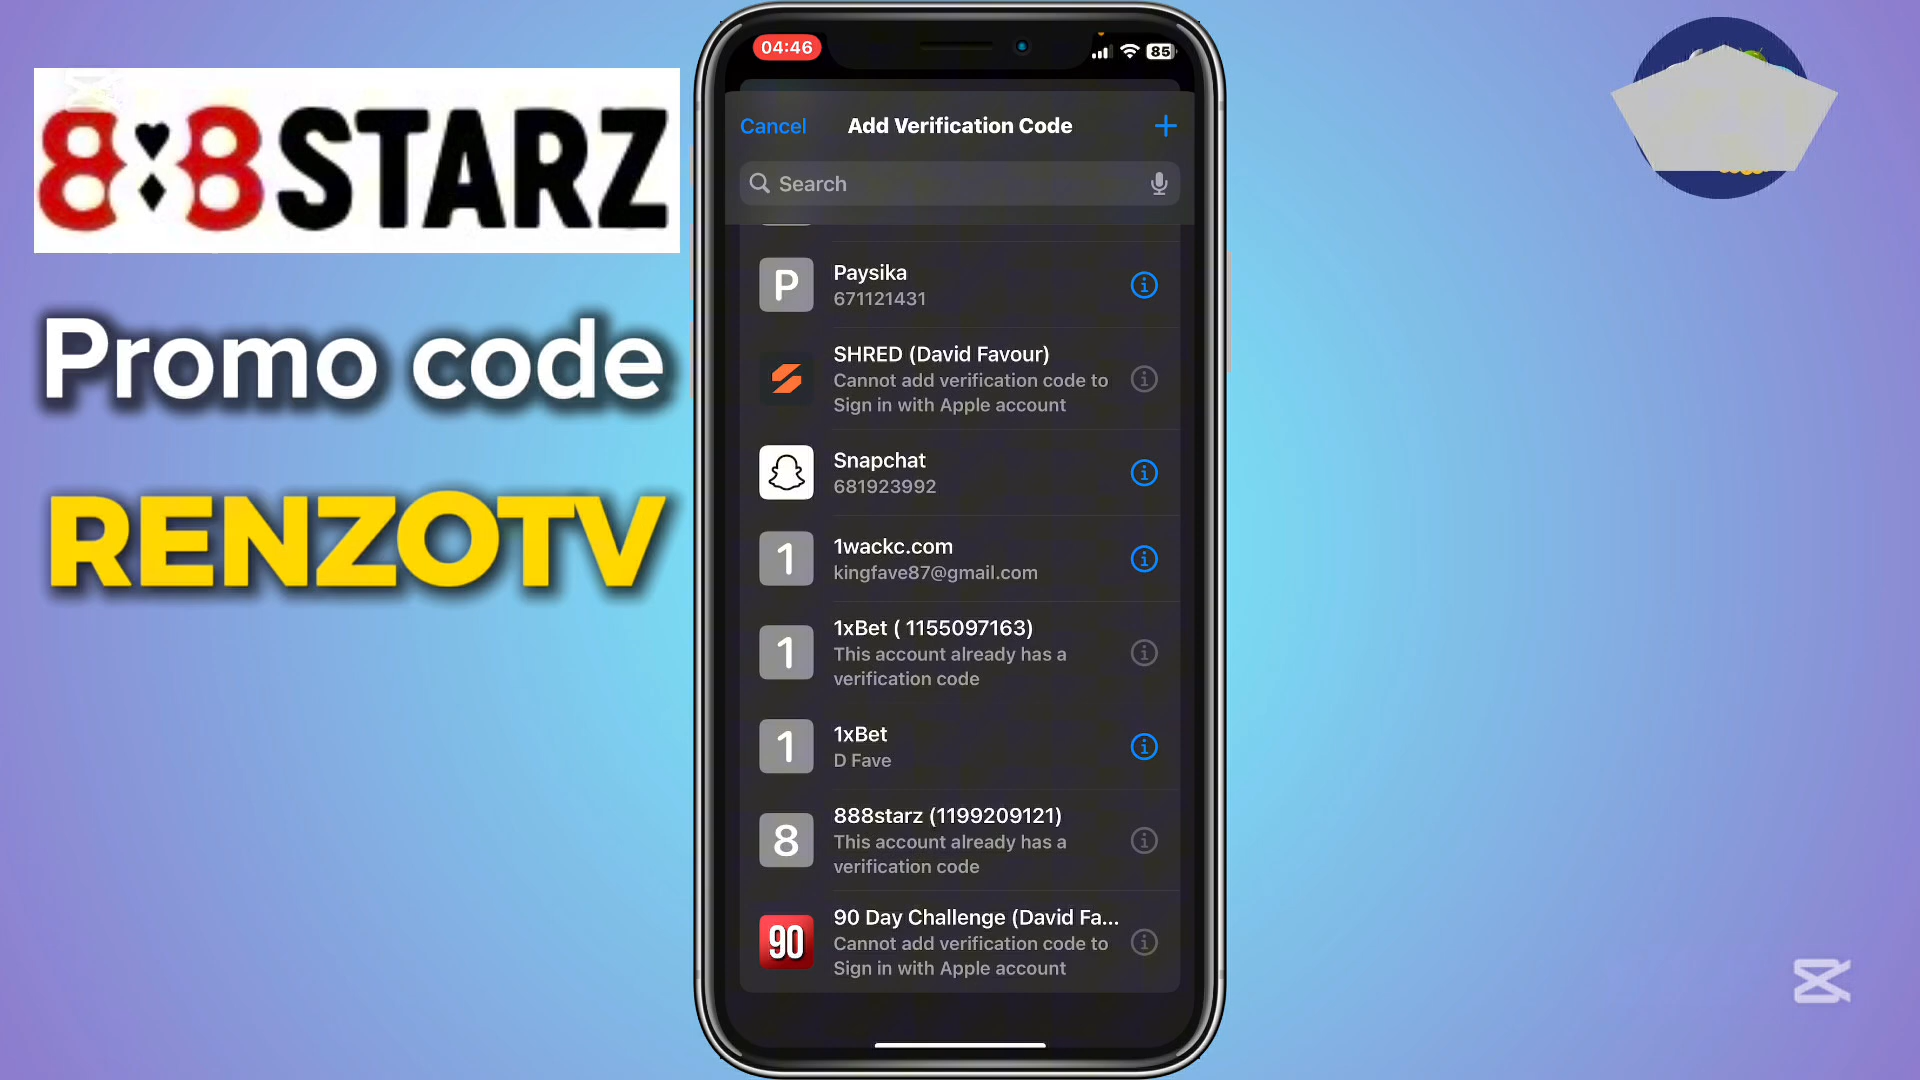 888STARZ
Promo code
RENZOTV
04:46
85
Cancel
Add Verification Code
Search
P
Paysika
671121431
SHRED (David Favour)
Cannot add verification code to
Sign in with Apple account
Snapchat
681923992
1
1wackc.com
kingfave87@gmail.com
1
1xBet ( 1155097163)
This account already has a
verification code
1
1xBet
D Fave
8
888starz (1199209121)
This account already has a
verification code
90
90 Day Challenge (David Fa...
Cannot add verification code to
Sign in with Apple account